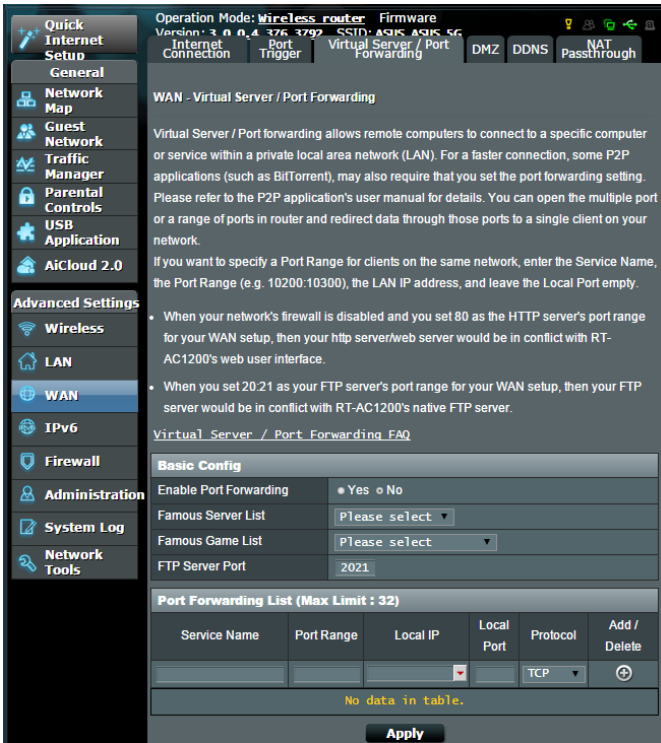 Quick
Internet
Setup
General
Network
Map
Guest
Network
Traffic
Manager
Parental
Controls
USB
Application
AiCloud 2.0
Advanced Settings
Wireless
LAN
WAN
IPv6
Firewall
Administration
System Log
Network
Tools
Operation Mode: Wireless router Firmware
Version: 3.0.0.4.376.3792 SSID: ASUS ASUS_5G
Internet
Connection
Port
Trigger
Virtual Server / Port
Forwarding
DMZ
DDNS
NAT
Passthrough
WAN - Virtual Server / Port Forwarding
Virtual Server / Port forwarding allows remote computers to connect to a specific computer
or service within a private local area network (LAN). For a faster connection, some P2P
applications (such as BitTorrent), may also require that you set the port forwarding setting.
Please refer to the P2P application's user manual for details. You can open the multiple port
or a range of ports in router and redirect data through those ports to a single client on your
network.
If you want to specify a Port Range for clients on the same network, enter the Service Name,
the Port Range (e.g. 10200:10300), the LAN IP address, and leave the Local Port empty.
• When your network's firewall is disabled and you set 80 as the HTTP server's port range
for your WAN setup, then your http server/web server would be in conflict with RT-
AC1200's web user interface.
• When you set 20:21 as your FTP server's port range for your WAN setup, then your FTP
server would be in conflict with RT-AC1200's native FTP server.
Virtual Server / Port Forwarding FAQ
Basic Config
Enable Port Forwarding Yes No
Famous Server List Please select
Famous Game List Please select
FTP Server Port 2021
Port Forwarding List (Max Limit : 32)
Service Name Port Range Local IP Local Port Protocol Add / Delete
TCP
No data in table.
Apply